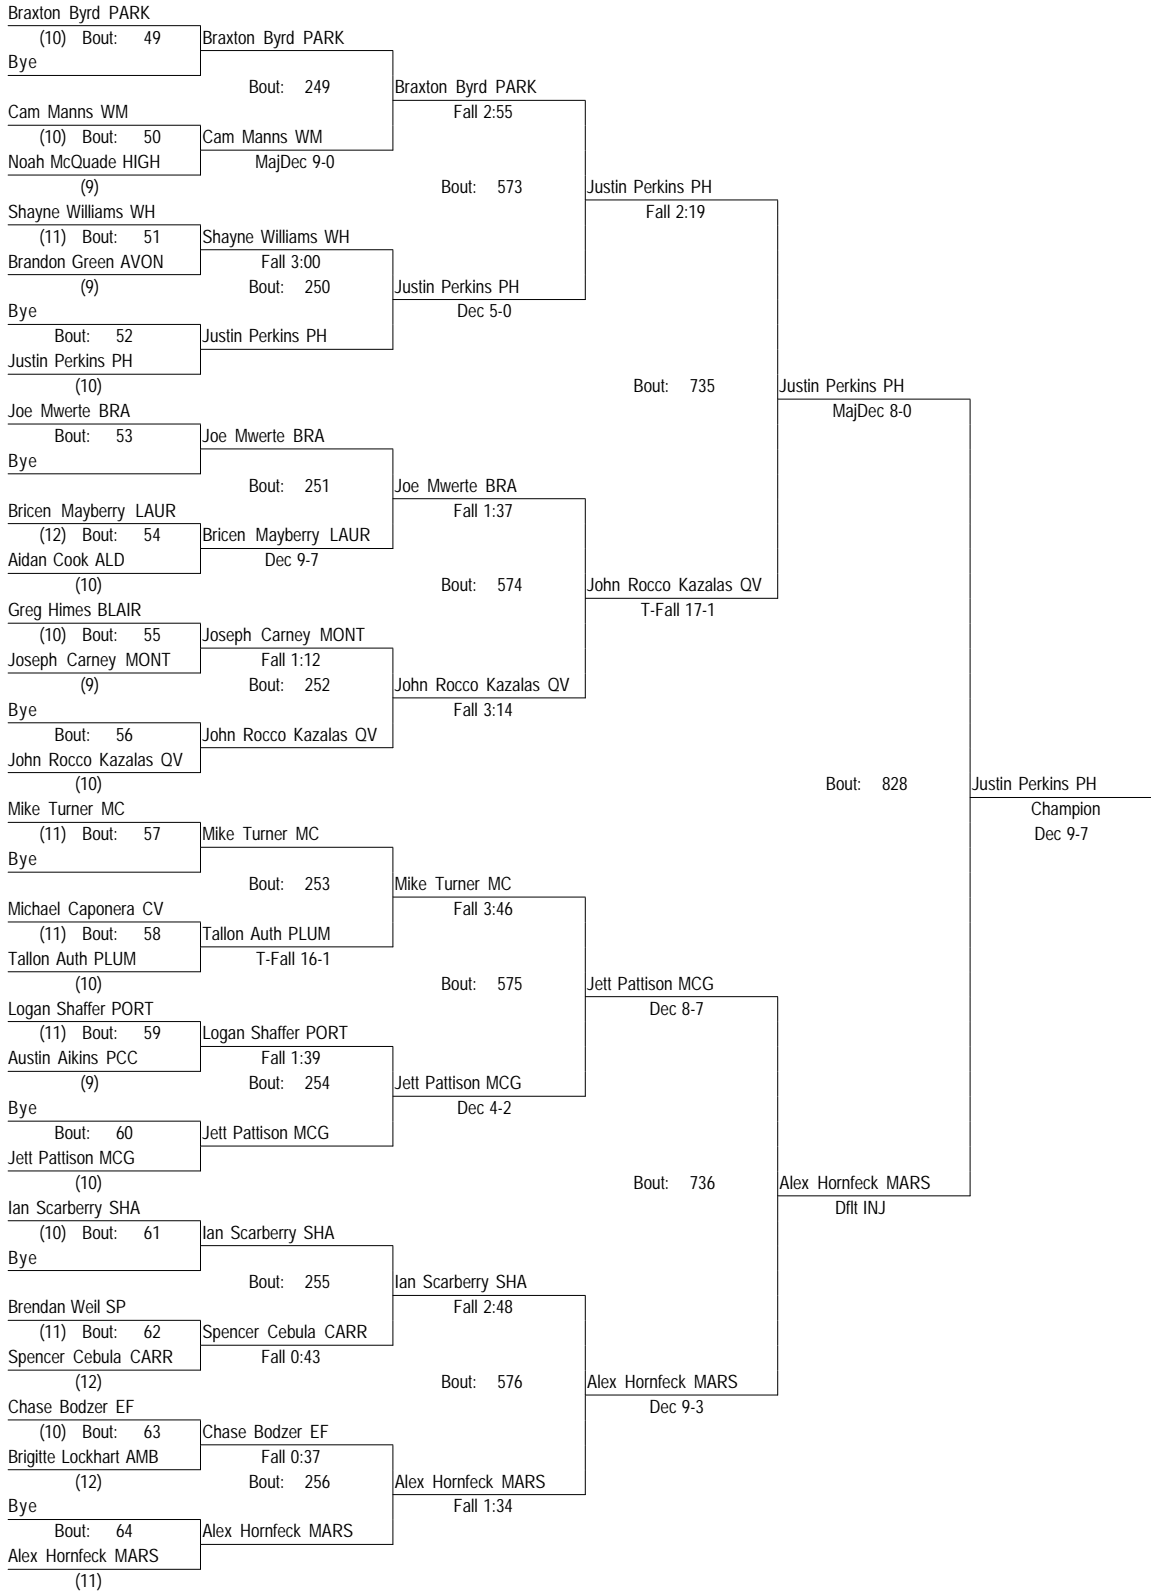 Braxton Byrd PARK
(10) Bout: 49
Braxton Byrd PARK
Bye
Bout: 249
Braxton Byrd PARK
Cam Manns WM
Fall 2:55
(10) Bout: 50
Cam Manns WM
Noah McQuade HIGH
MajDec 9-0
(9)
Bout: 573
Justin Perkins PH
Shayne Williams WH
Fall 2:19
(11) Bout: 51
Shayne Williams WH
Brandon Green AVON
Fall 3:00
(9)
Bout: 250
Justin Perkins PH
Bye
Dec 5-0
Bout: 52
Justin Perkins PH
Justin Perkins PH
(10)
Bout: 735
Justin Perkins PH
Joe Mwerte BRA
MajDec 8-0
Bout: 53
Joe Mwerte BRA
Bye
Bout: 251
Joe Mwerte BRA
Bricen Mayberry LAUR
Fall 1:37
(12) Bout: 54
Bricen Mayberry LAUR
Aidan Cook ALD
Dec 9-7
(10)
Bout: 574
John Rocco Kazalas QV
Greg Himes BLAIR
T-Fall 17-1
(10) Bout: 55
Joseph Carney MONT
Joseph Carney MONT
Fall 1:12
(9)
Bout: 252
John Rocco Kazalas QV
Bye
Fall 3:14
Bout: 56
John Rocco Kazalas QV
John Rocco Kazalas QV
(10)
Bout: 828
Justin Perkins PH
Mike Turner MC
Champion
(11) Bout: 57
Mike Turner MC
Dec 9-7
Bye
Bout: 253
Mike Turner MC
Michael Caponera CV
Fall 3:46
(11) Bout: 58
Tallon Auth PLUM
Tallon Auth PLUM
T-Fall 16-1
(10)
Bout: 575
Jett Pattison MCG
Logan Shaffer PORT
Dec 8-7
(11) Bout: 59
Logan Shaffer PORT
Austin Aikins PCC
Fall 1:39
(9)
Bout: 254
Jett Pattison MCG
Bye
Dec 4-2
Bout: 60
Jett Pattison MCG
Jett Pattison MCG
(10)
Bout: 736
Alex Hornfeck MARS
Ian Scarberry SHA
Dflt INJ
(10) Bout: 61
Ian Scarberry SHA
Bye
Bout: 255
Ian Scarberry SHA
Brendan Weil SP
Fall 2:48
(11) Bout: 62
Spencer Cebula CARR
Spencer Cebula CARR
Fall 0:43
(12)
Bout: 576
Alex Hornfeck MARS
Chase Bodzer EF
Dec 9-3
(10) Bout: 63
Chase Bodzer EF
Brigitte Lockhart AMB
Fall 0:37
(12)
Bout: 256
Alex Hornfeck MARS
Bye
Fall 1:34
Bout: 64
Alex Hornfeck MARS
Alex Hornfeck MARS
(11)